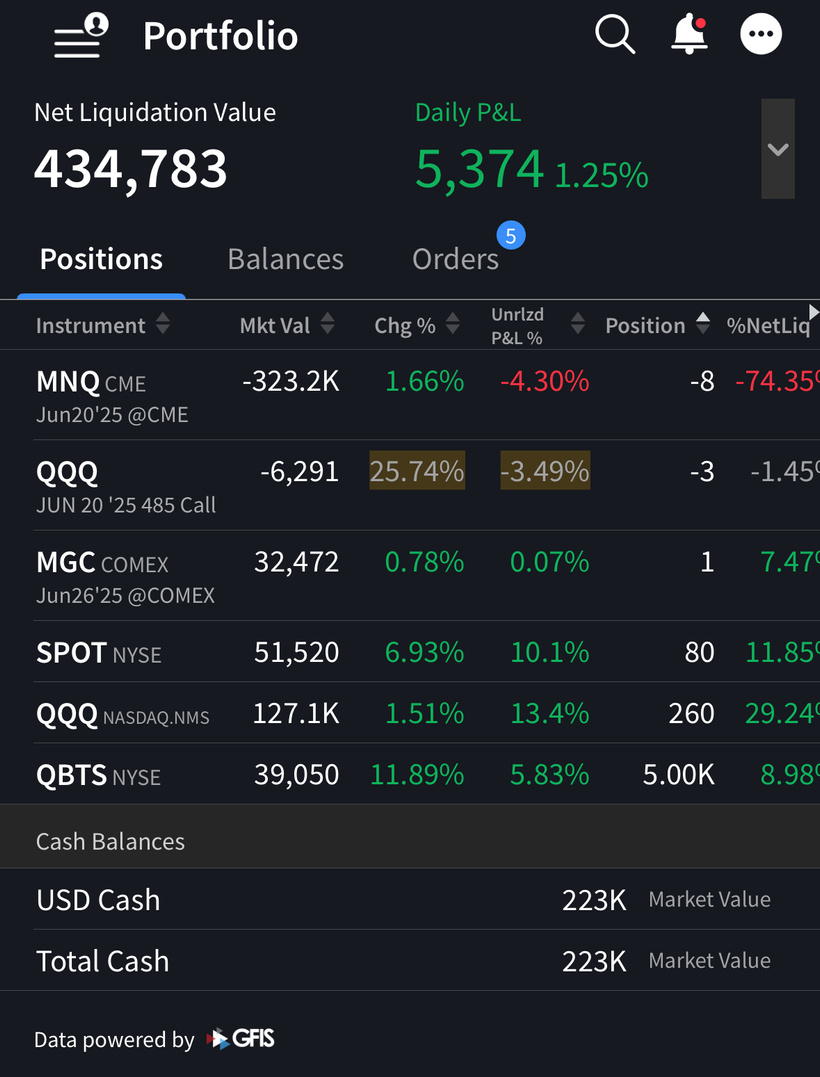 Portfolio
Net Liquidation Value Daily P&L
434,783 5,374 1.25%
Positions Balances Orders 5
Instrument Mkt Val Chg % Unrlzd P&L % Position %NetLiq
MNQ CME -323.2K 1.66% -4.30% -8 -74.35%
Jun20'25 @CME
QQQ -6,291 25.74% -3.49% -3 -1.45%
JUN 20 '25 485 Call
MGC COMEX 32,472 0.78% 0.07% 1 7.47%
Jun26'25 @COMEX
SPOT NYSE 51,520 6.93% 10.1% 80 11.85%
QQQ NASDAQ.NMS 127.1K 1.51% 13.4% 260 29.24%
QBTS NYSE 39,050 11.89% 5.83% 5.00K 8.98%
Cash Balances
USD Cash 223K Market Value
Total Cash 223K Market Value
Data powered by GFIS